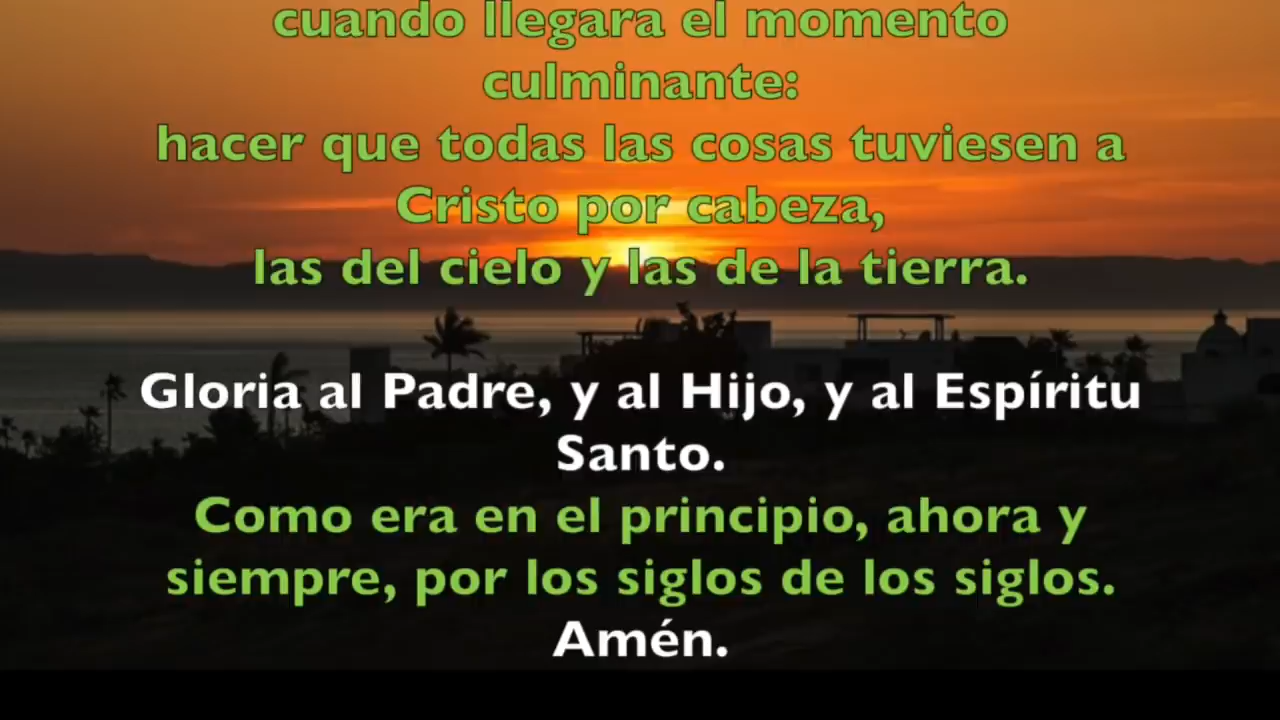 cuando llegara el momento
culminante:
hacer que todas las cosas tuviesen a
Cristo por cabeza,
las del cielo y las de la tierra.
Gloria al Padre, y al Hijo, y al Espíritu
Santo.
Como era en el principio, ahora y
siempre, por los siglos de los siglos.
Amén.